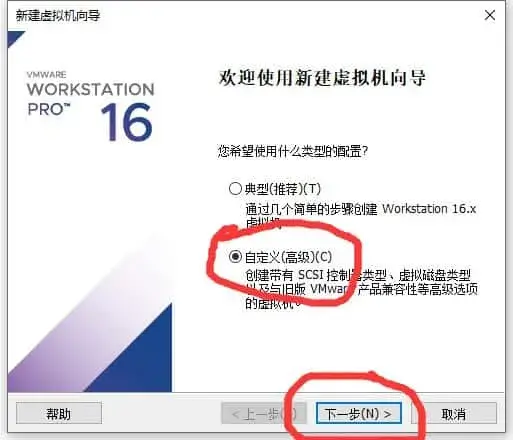 新建虚拟机向导
VMWARE
WORKSTATION
PRO™ 16
欢迎使用新建虚拟机向导
您希望使用什么类型的配置?
典型(推荐)(T)
通过几个简单的步骤创建 Workstation 16.x
虚拟机。
自定义(高级)(C)
创建带有 SCSI 控制器类型、虚拟磁盘类型
以及与旧版 VMware 产品兼容性等高级选项
的虚拟机。
帮助
< 上一步
下一步(N) >
取消